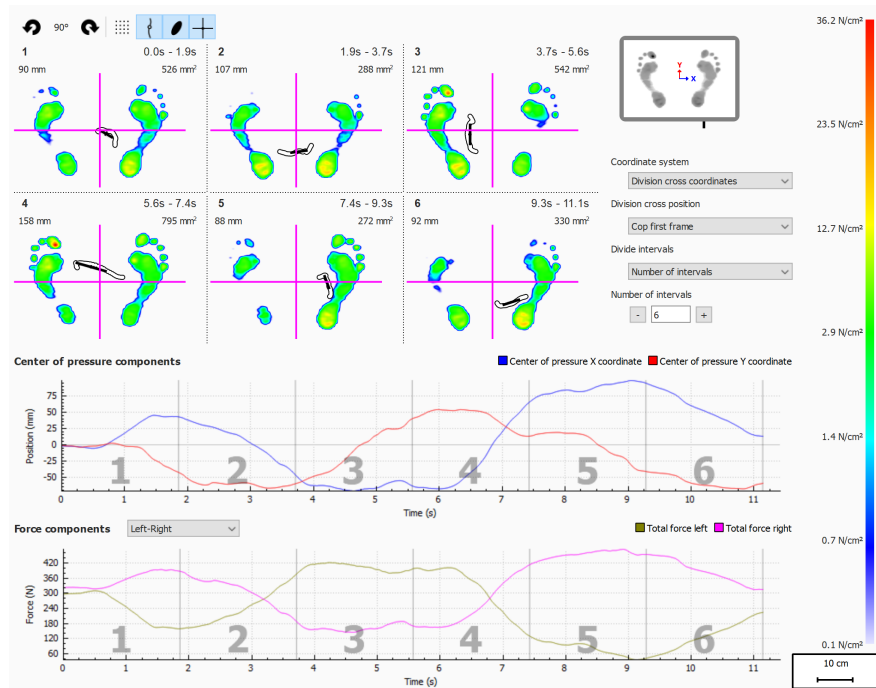 90°
1 0.0s - 1.9s
90 mm 526 mm²
2 1.9s - 3.7s
107 mm 288 mm²
3 3.7s - 5.6s
121 mm 542 mm²
4 5.6s - 7.4s
158 mm 795 mm²
5 7.4s - 9.3s
88 mm 272 mm²
6 9.3s - 11.1s
92 mm 330 mm²
Y
X
Coordinate system
Division cross coordinates
Division cross position
Cop first frame
Divide intervals
Number of intervals
Number of intervals
- 6 +
36.2 N/cm²
23.5 N/cm²
12.7 N/cm²
2.9 N/cm²
1.4 N/cm²
0.7 N/cm²
0.1 N/cm²
10 cm
Center of pressure components
Center of pressure X coordinate Center of pressure Y coordinate
Position (mm)
75
50
25
0
-25
-50
1 2 3 4 5 6
0 1 2 3 4 5 6 7 8 9 10 11
Time (s)
Force components Left-Right
Total force left Total force right
Force (N)
420
360
300
240
180
120
60
1 2 3 4 5 6
0 1 2 3 4 5 6 7 8 9 10 11
Time (s)